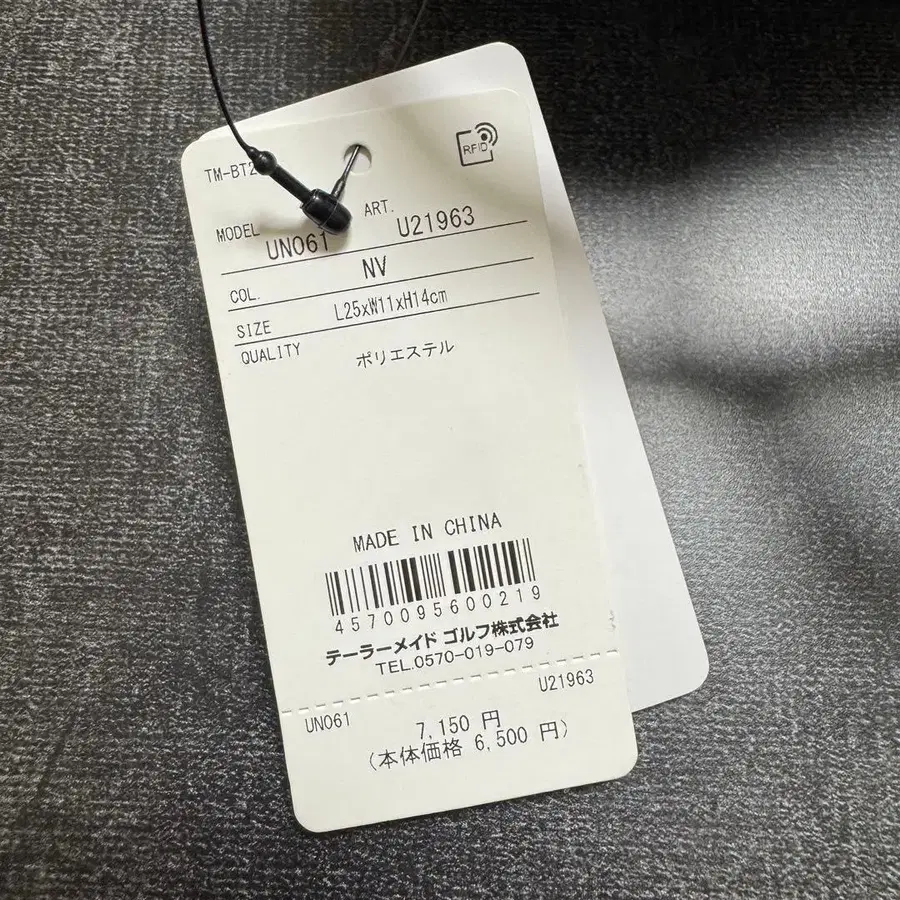 TM-BT2
RFID
MODEL UN061 ART. U21963
COL. NV
SIZE L25xW11xH14cm
QUALITY ポリエステル
MADE IN CHINA
4570095600219
テーラーメイド ゴルフ株式会社
TEL.0570-019-079
UN061 U21963
7,150 円
(本体価格 6,500 円)